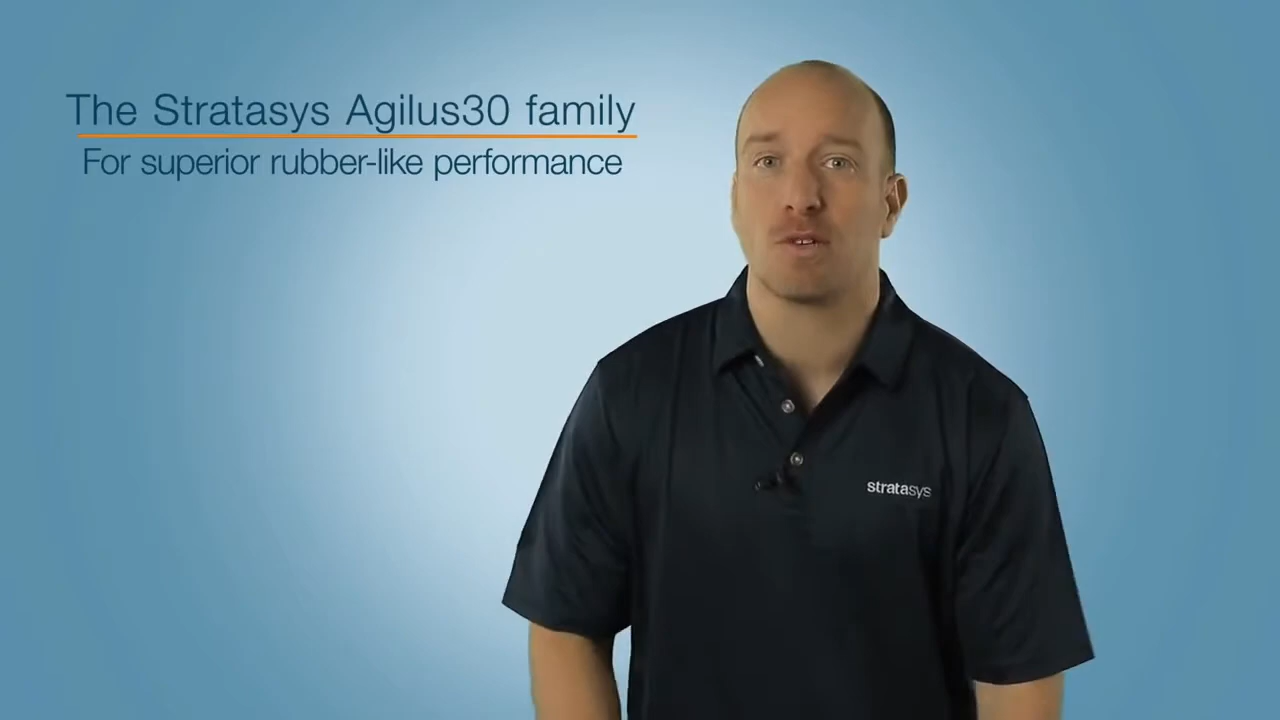 The Stratasys Agilus30 family
For superior rubber-like performance
stratasys